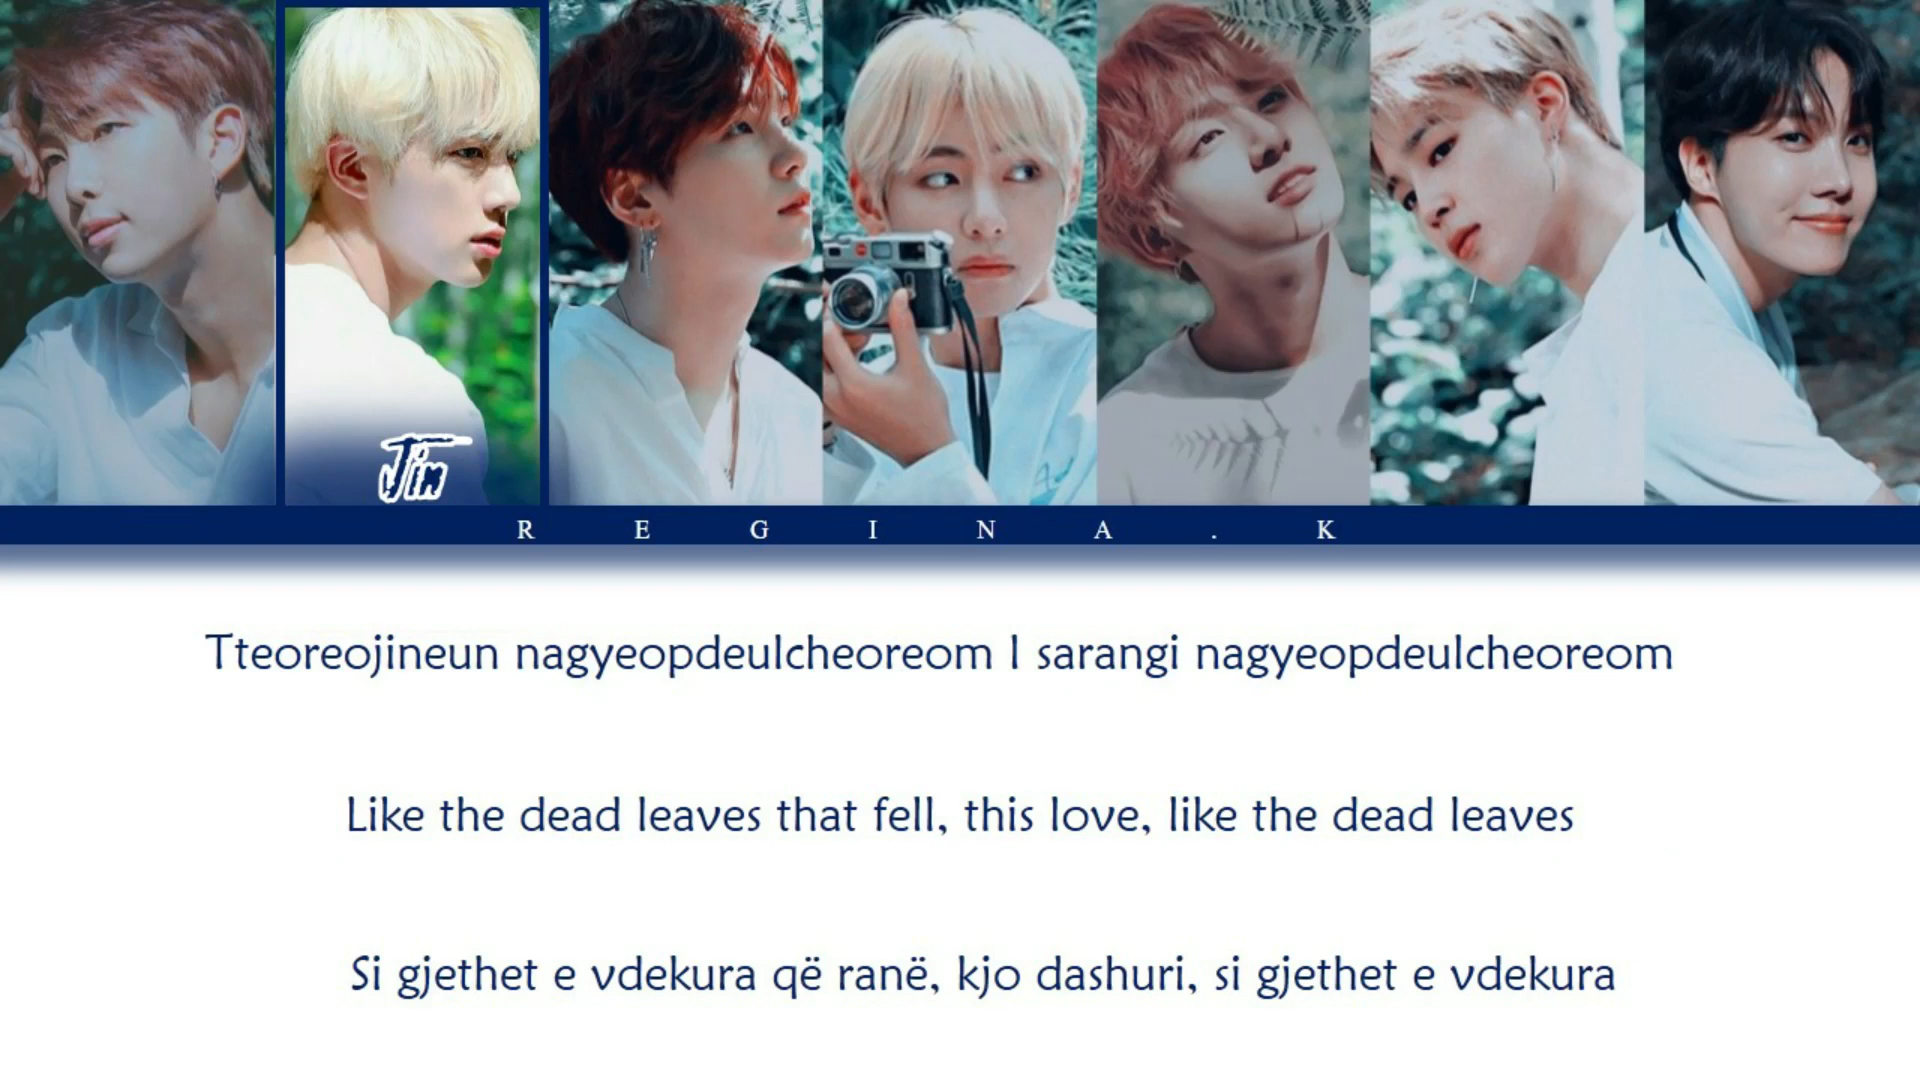 Jin
R E G I N A . K
Tteoreojineun nagyeopdeulcheoreom I sarangi nagyeopdeulcheoreom
Like the dead leaves that fell, this love, like the dead leaves
Si gjethet e vdekura që ranë, kjo dashuri, si gjethet e vdekura